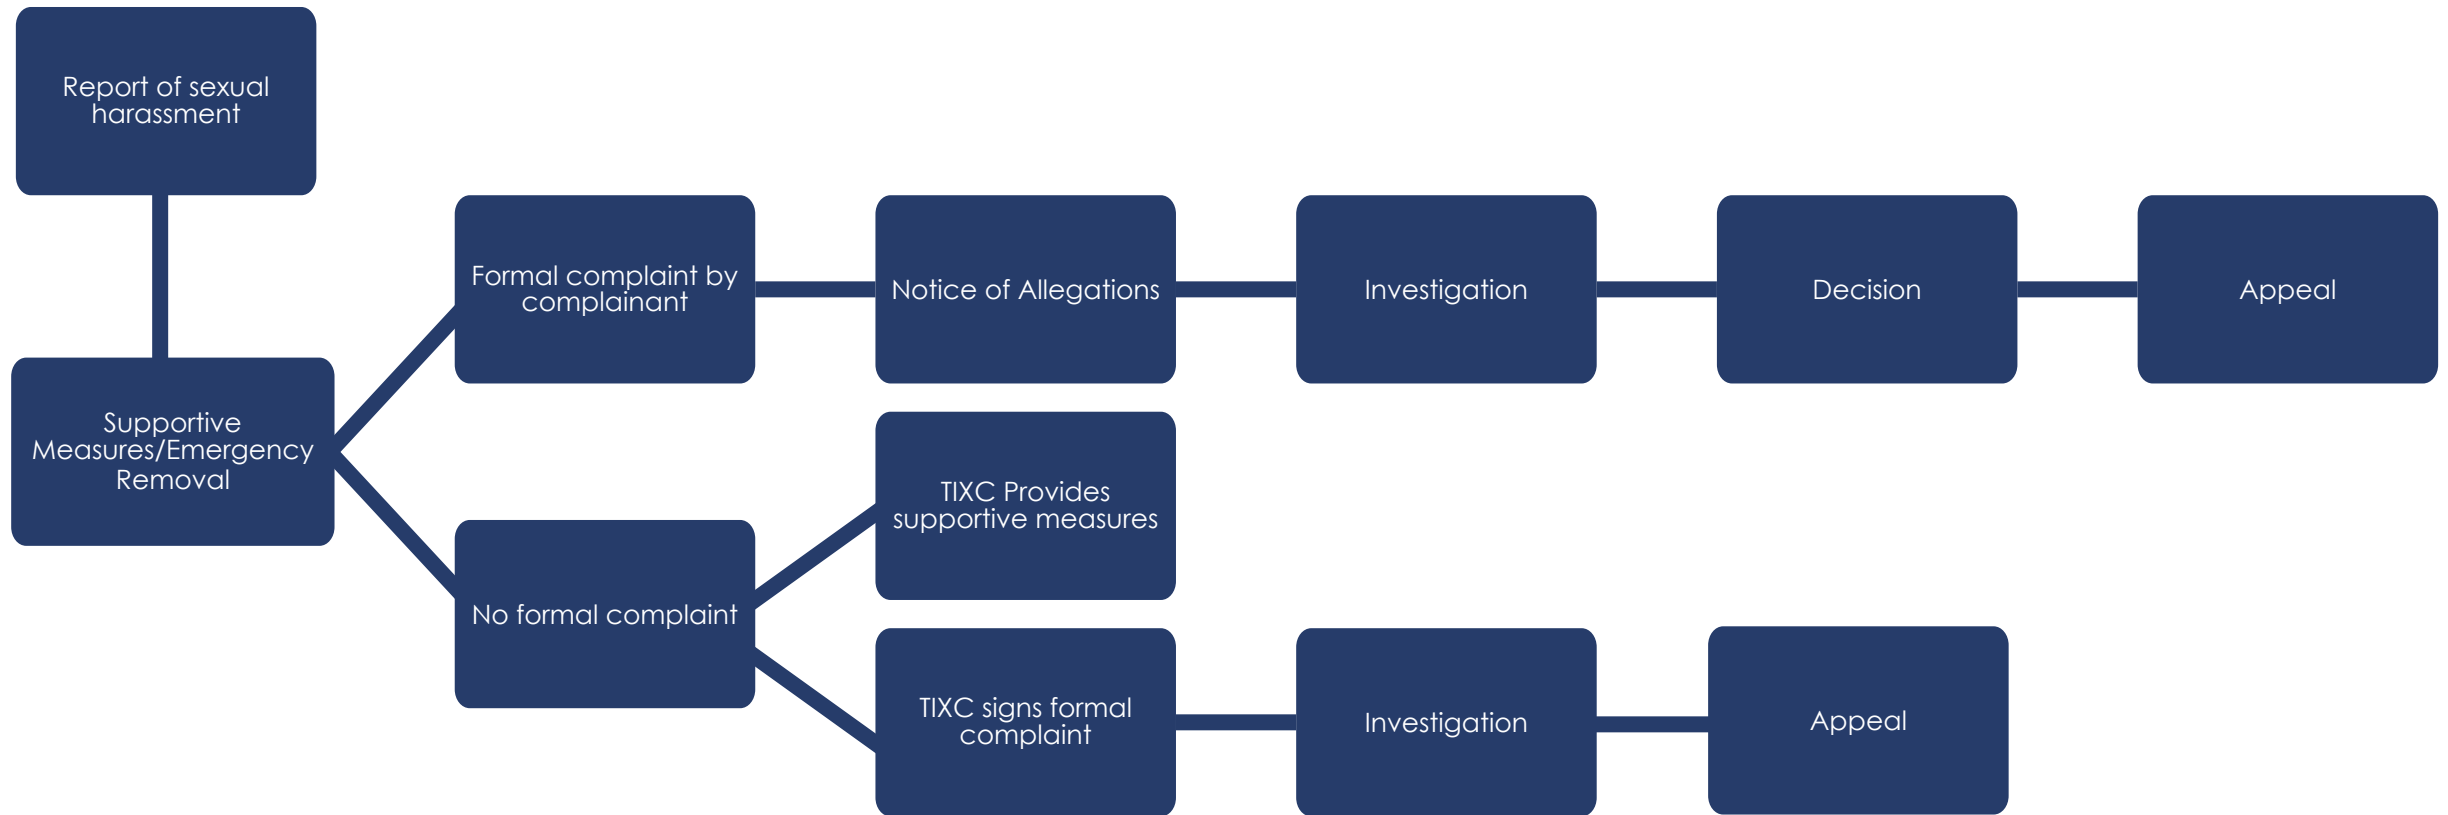 Report of sexual
harassment
Supportive
Measures/Emergency
Removal
Formal complaint by
complainant
Notice of Allegations
Investigation
Decision
Appeal
No formal complaint
TIXC Provides
supportive measures
TIXC signs formal
complaint
Investigation
Appeal